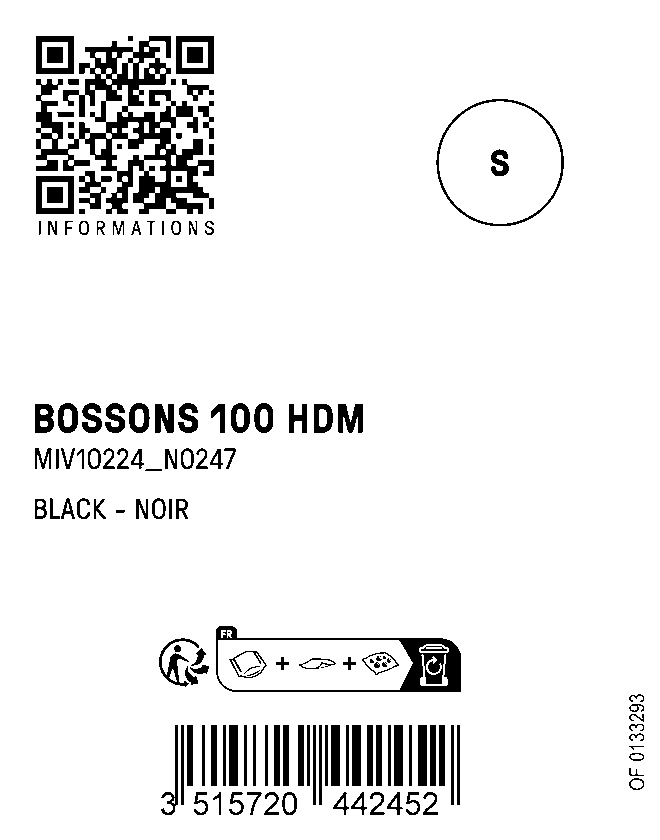 INFORMATIONS
S
BOSSONS 100 HDM
MIV10224_N0247
BLACK - NOIR
FR
3 515720 442452
OF 0133293